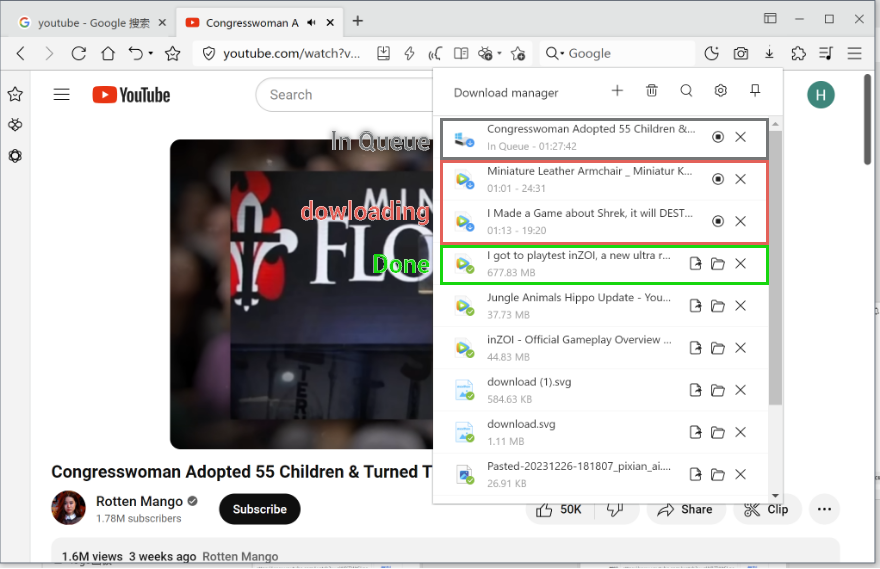 youtube - Google 搜索
Congresswoman A
youtube.com/watch?v...
Google
YouTube
Search
Download manager
H
In Queue
Congresswoman Adopted 55 Children &...
In Queue - 01:27:42
dowloading
Miniature Leather Armchair _ Miniatur K...
01:01 - 24:31
I Made a Game about Shrek, it will DEST...
01:13 - 19:20
Done
I got to playtest inZOI, a new ultra r...
677.83 MB
Jungle Animals Hippo Update - You...
37.73 MB
inZOI - Official Gameplay Overview ...
44.83 MB
download (1).svg
584.63 KB
download.svg
1.11 MB
Pasted-20231226-181807_pixian_ai....
26.91 KB
MIN
FLO
Congresswoman Adopted 55 Children & Turned T
Rotten Mango
1.78M subscribers
Subscribe
50K
Share
Clip
1.6M views 3 weeks ago Rotten Mango